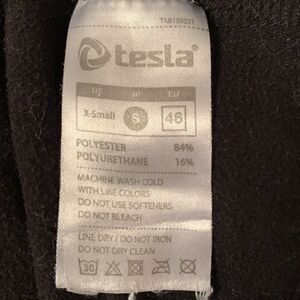 TA8150221
tesla
US JP EU
X-Small S 46
POLYESTER 84%
POLYURETHANE 16%
MACHINE WASH COLD
WITH LIKE COLORS
DO NOT USE SOFTENERS
DO NOT BLEACH
LINE DRY / DO NOT IRON
DO NOT DRY CLEAN
30